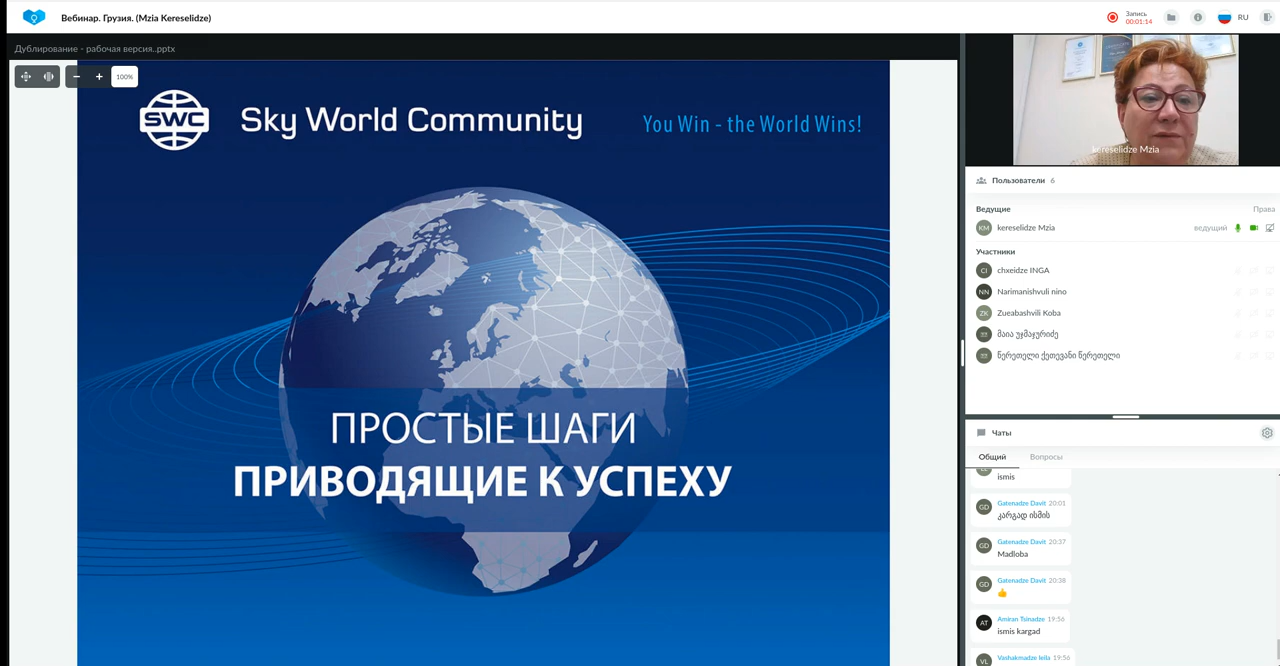 Вебинар. Грузия. (Mzia Kereselidze)
Запись
00:01:14
RU
Дублирование - рабочая версия..pptx
100%
SWC
Sky World Community
You Win - the World Wins!
ПРОСТЫЕ ШАГИ
ПРИВОДЯЩИЕ К УСПЕХУ
kereselidze Mzia
Пользователи 6
Ведущие
Права
KM kereselidze Mzia ведущий
Участники
CI chxeidze INGA
NN Narimanishvuli nino
ZK Zueabashvili Koba
მაია უჯმაჯურიძე
წერეთელი ქეთევანი წერეთელი
Чаты
Общий Вопросы
ismis
GD Gatenadze Davit 20:01
კარგად ისმის
GD Gatenadze Davit 20:37
Madloba
GD Gatenadze Davit 20:38
👍
AT Amiran Tsinadze 19:56
ismis kargad
VL Vashakmadze leila 19:56